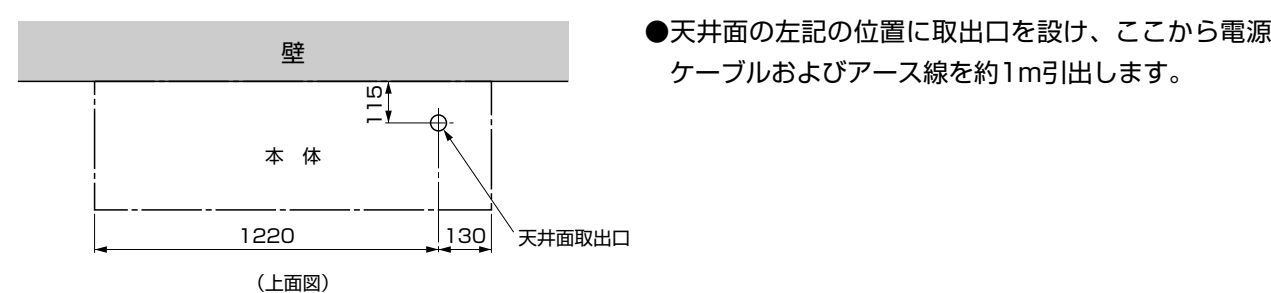 壁
115
本 体
1220
130
天井面取出口
(上面図)
●天井面の左記の位置に取出口を設け、ここから電源
ケーブルおよびアース線を約1m引出します。